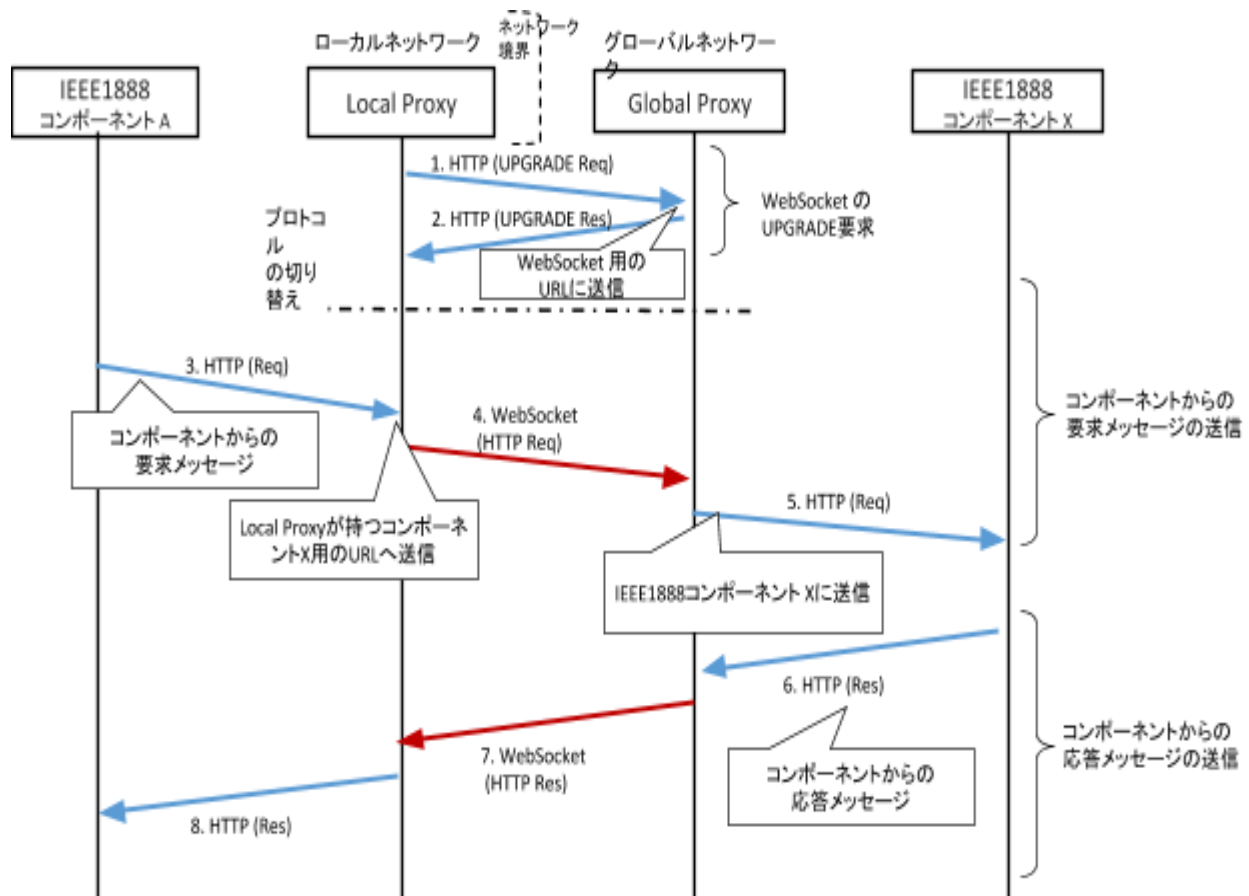 ローカルネットワーク
ネットワーク
境界
グローバルネットワー
ク
IEEE1888
コンポーネント A
Local Proxy
Global Proxy
IEEE1888
コンポーネント X
1. HTTP (UPGRADE Req)
2. HTTP (UPGRADE Res)
WebSocket の
UPGRADE要求
プロトコ
ル
の切り
替え
WebSocket 用の
URLに送信
3. HTTP (Req)
コンポーネントからの
要求メッセージ
4. WebSocket
(HTTP Req)
コンポーネントからの
要求メッセージの送信
Local Proxyが持つコンポーネ
ントX用のURLへ送信
5. HTTP (Req)
IEEE1888コンポーネント Xに送信
6. HTTP (Res)
コンポーネントからの
応答メッセージ
7. WebSocket
(HTTP Res)
コンポーネントからの
応答メッセージの送信
8. HTTP (Res)